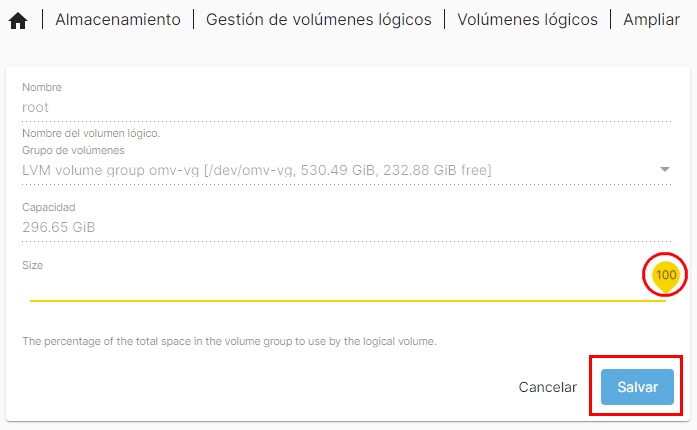 Almacenamiento | Gestión de volúmenes lógicos | Volúmenes lógicos | Ampliar
Nombre
root
Nombre del volumen lógico.
Grupo de volúmenes
LVM volume group omv-vg [/dev/omv-vg, 530.49 GiB, 232.88 GiB free]
Capacidad
296.65 GiB
Size
100
The percentage of the total space in the volume group to use by the logical volume.
Cancelar Salvar